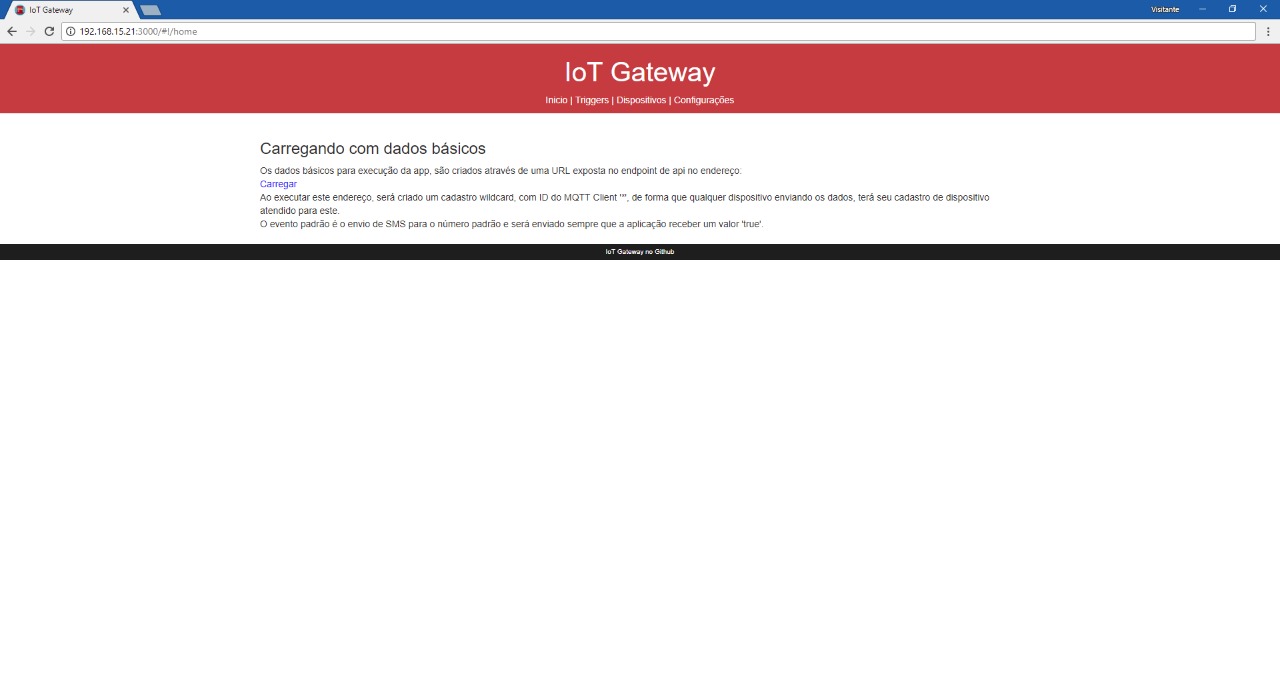 IoT Gateway
Visitante
192.168.15.21:3000/#!/home
IoT Gateway
Inicio | Triggers | Dispositivos | Configurações
Carregando com dados básicos
Os dados básicos para execução da app, são criados através de uma URL exposta no endpoint de api no endereço:
Carregar
Ao executar este endereço, será criado um cadastro wildcard, com ID do MQTT Client '*', de forma que qualquer dispositivo enviando os dados, terá seu cadastro de dispositivo
atendido para este.
O evento padrão é o envio de SMS para o número padrão e será enviado sempre que a aplicação receber um valor 'true'.
IoT Gateway no Github